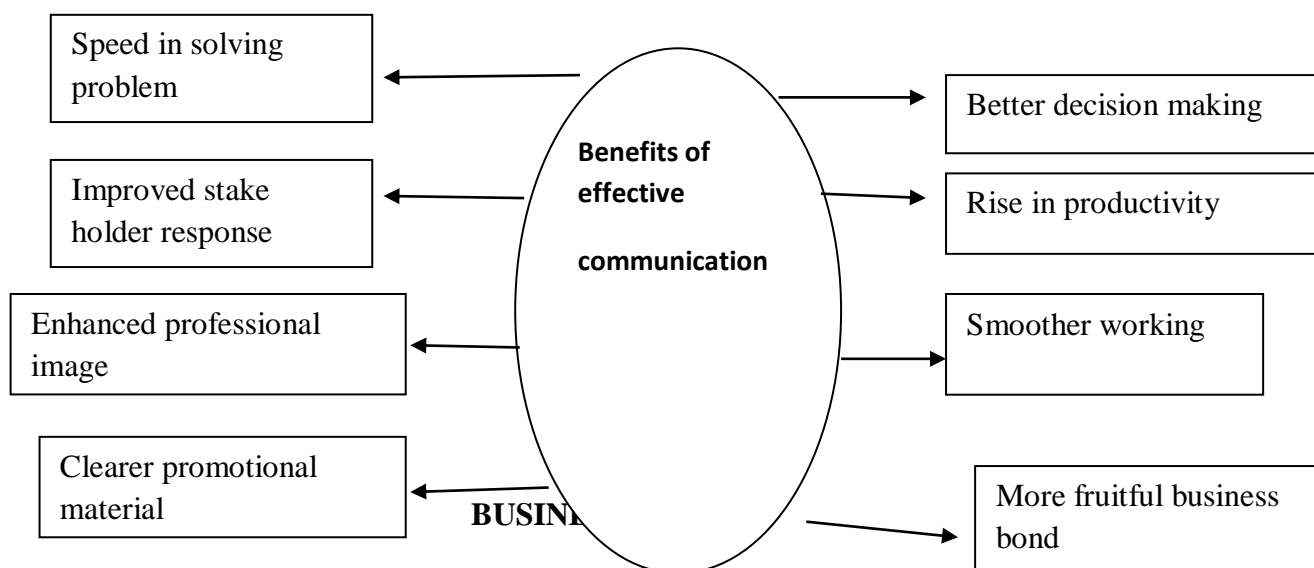 Speed in solving
problem
Improved stake
holder response
Enhanced professional
image
Clearer promotional
material
Benefits of
effective
communication
Better decision making
Rise in productivity
Smoother working
More fruitful business
bond